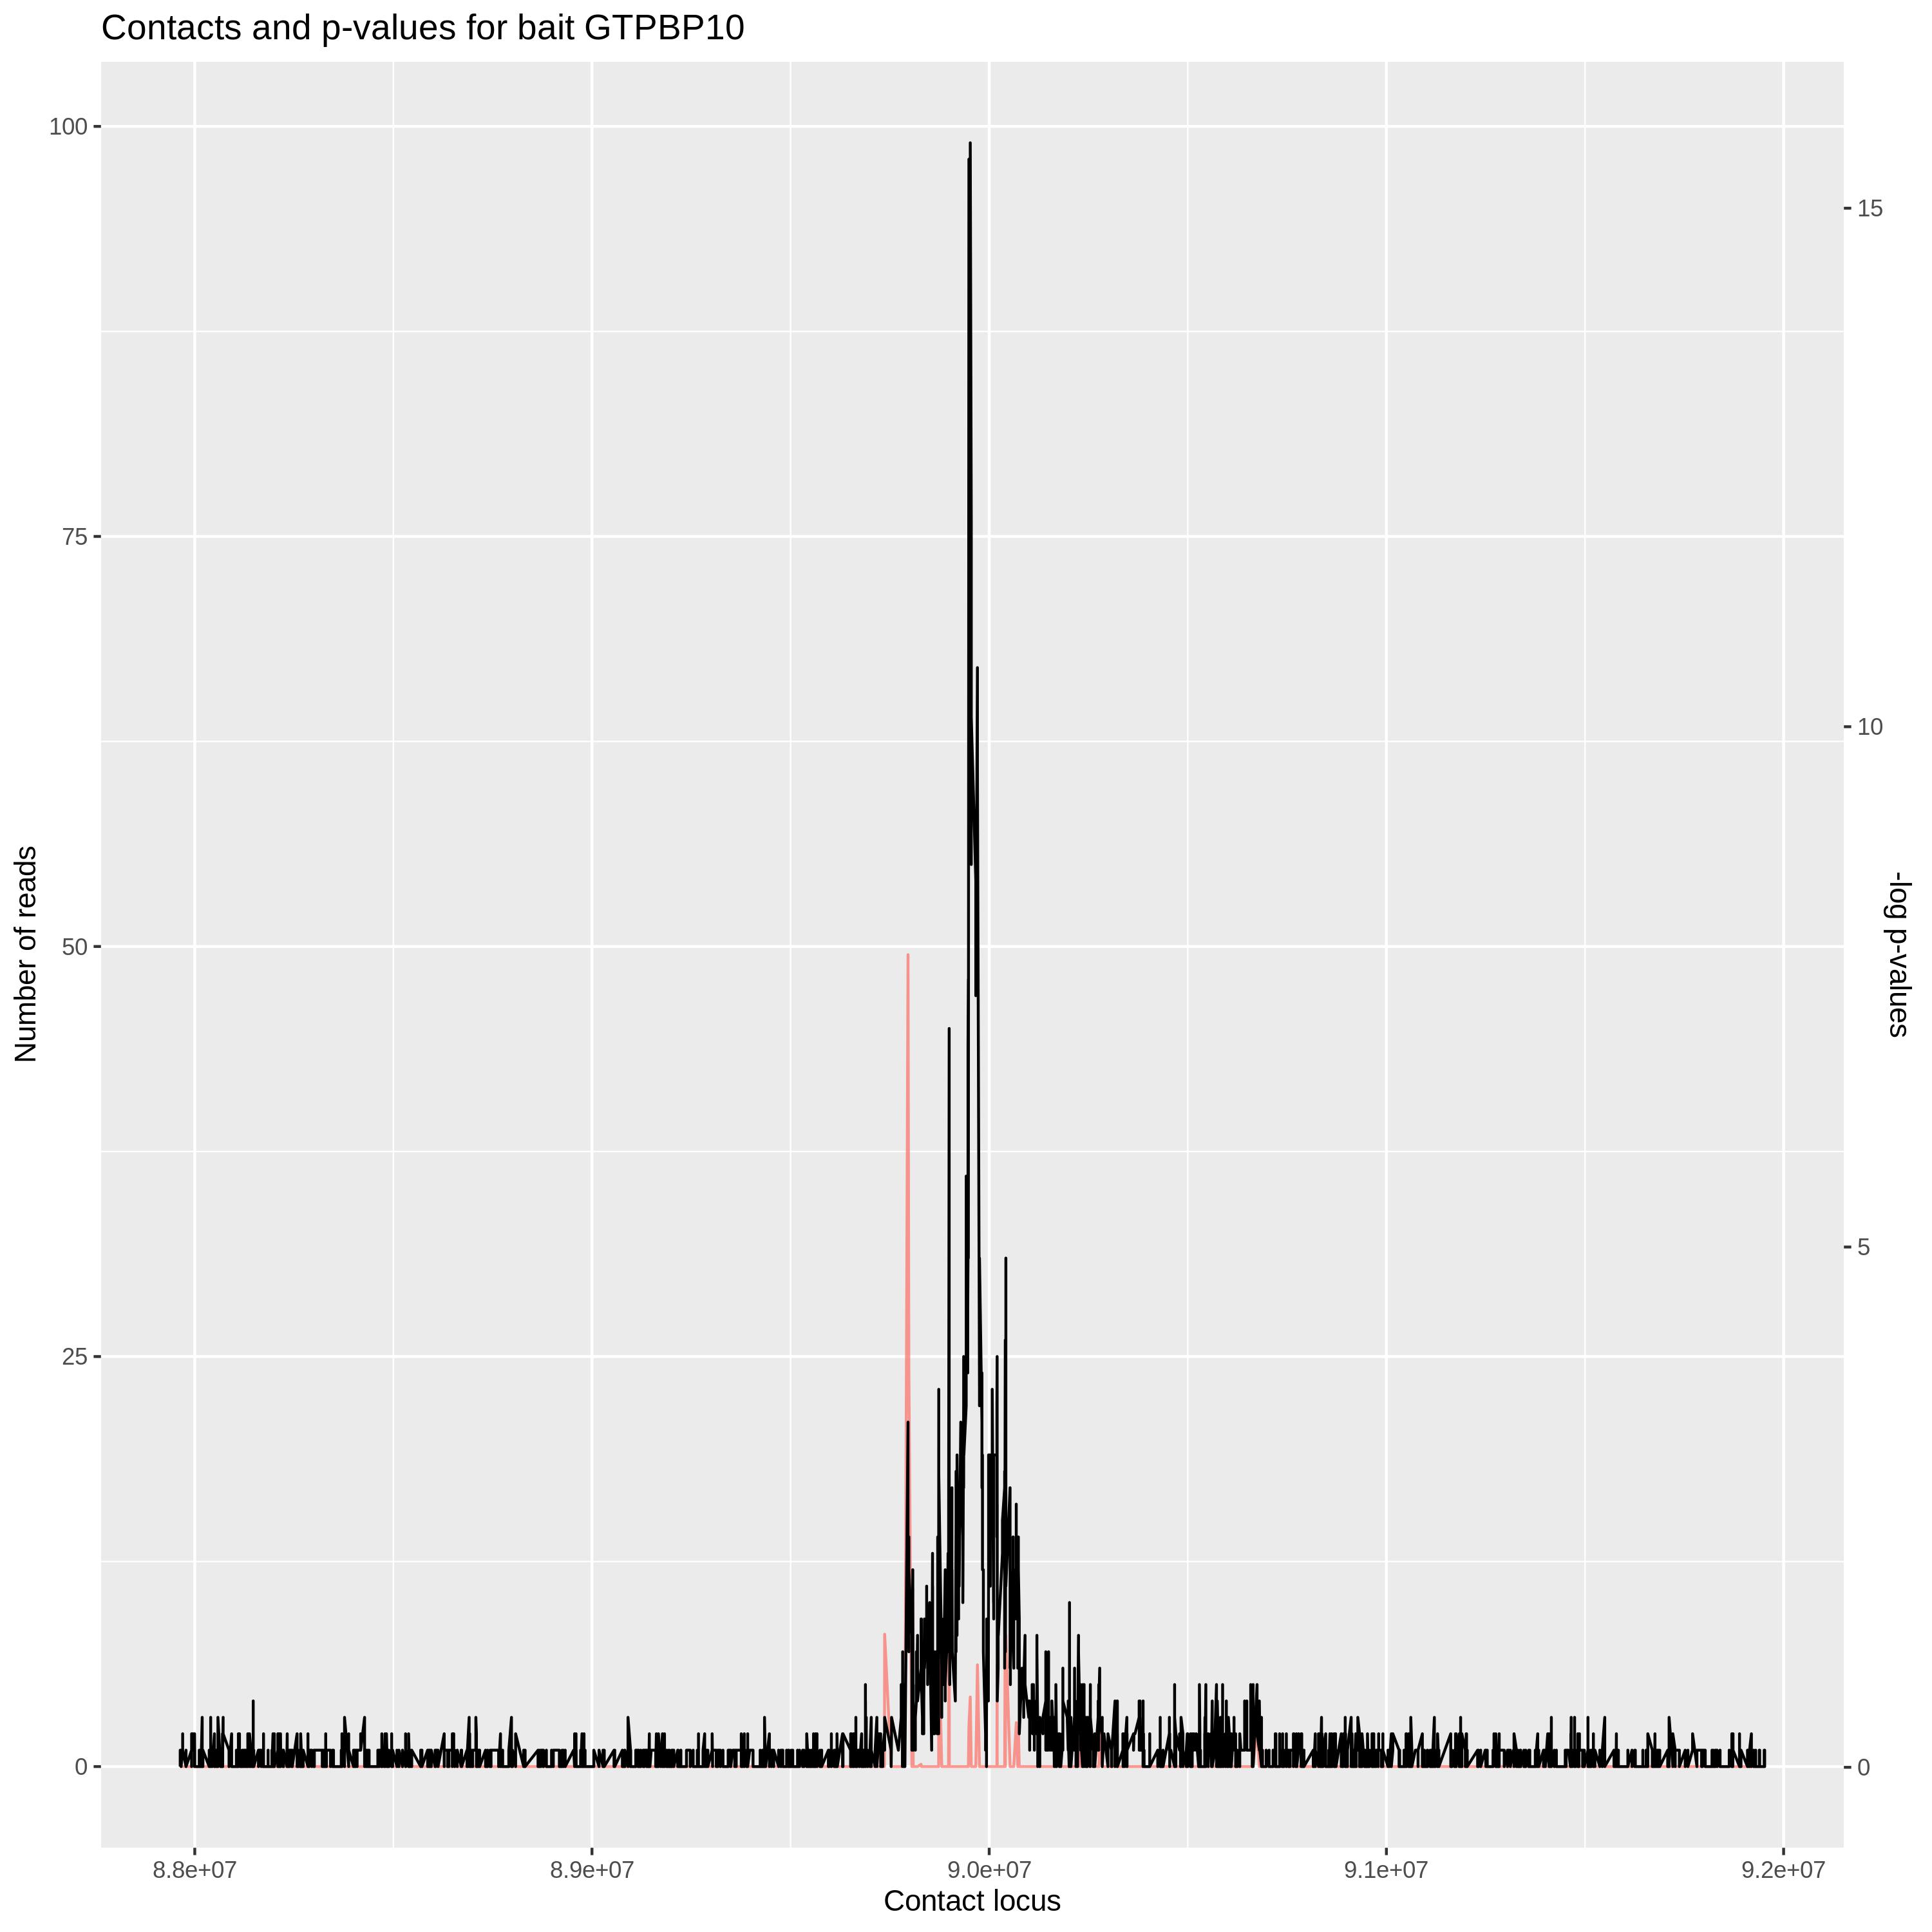 Contacts and p-values for bait GTPBP10
100
75
50
25
0
Number of reads
15
10
5
0
-log p-values
8.8e+07
8.9e+07
9.0e+07
9.1e+07
9.2e+07
Contact locus